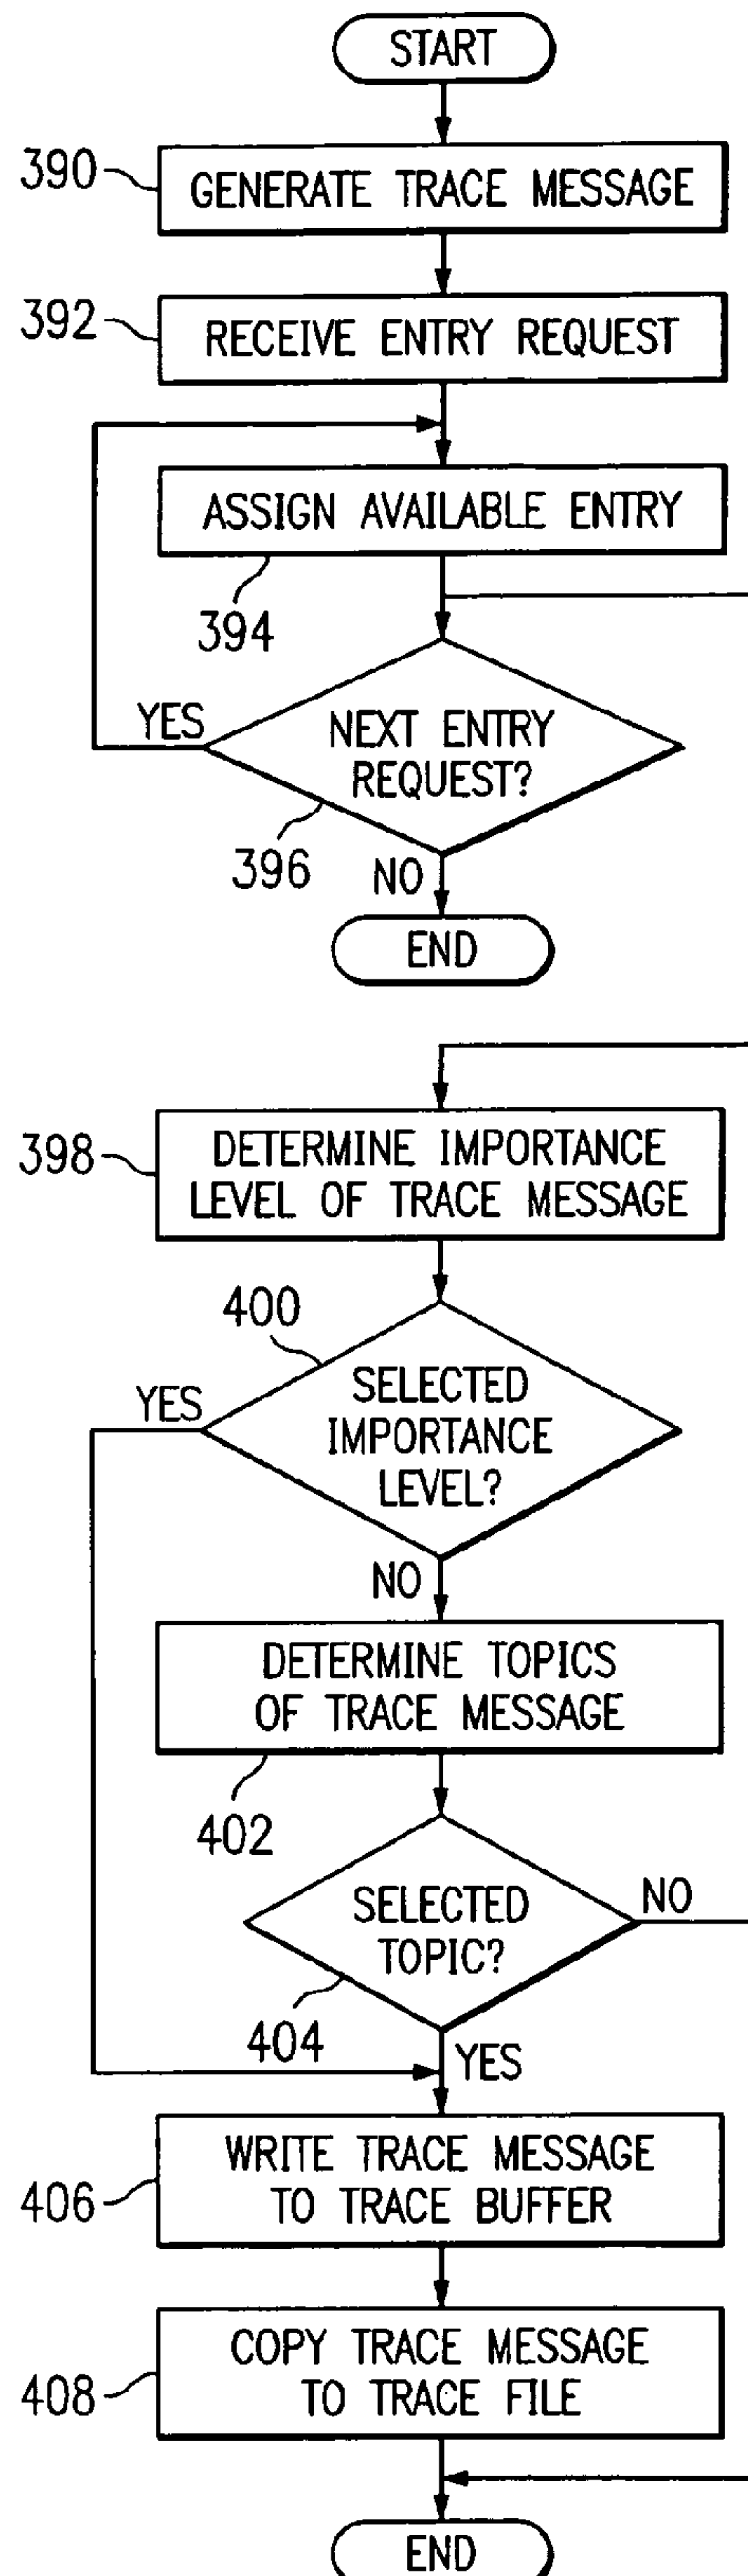 START
390
GENERATE TRACE MESSAGE
392
RECEIVE ENTRY REQUEST
ASSIGN AVAILABLE ENTRY
394
YES
NEXT ENTRY
REQUEST?
396
NO
END
398
DETERMINE IMPORTANCE
LEVEL OF TRACE MESSAGE
400
YES
SELECTED
IMPORTANCE
LEVEL?
NO
DETERMINE TOPICS
OF TRACE MESSAGE
402
SELECTED
TOPIC?
NO
404
YES
WRITE TRACE MESSAGE
TO TRACE BUFFER
406
COPY TRACE MESSAGE
TO TRACE FILE
408
END